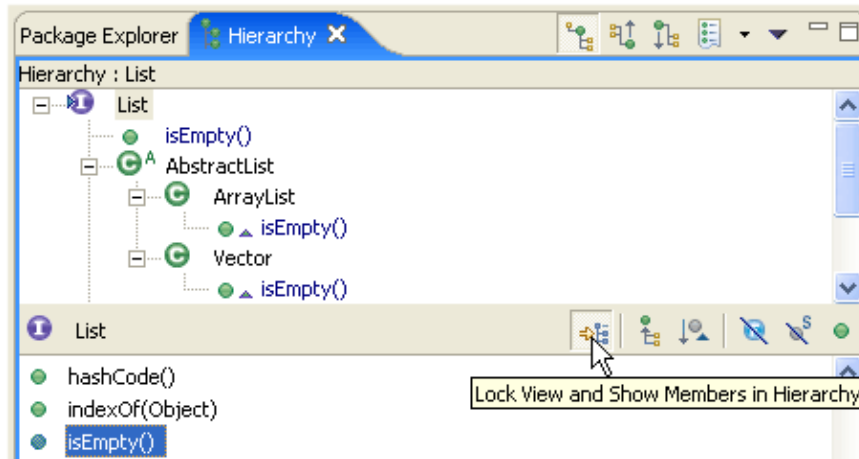 Package Explorer Hierarchy
Hierarchy : List
I List
isEmpty()
C A AbstractList
C ArrayList
isEmpty()
C Vector
isEmpty()
I List
S
hashCode()
Lock View and Show Members in Hierarchy
indexOf(Object)
isEmpty()